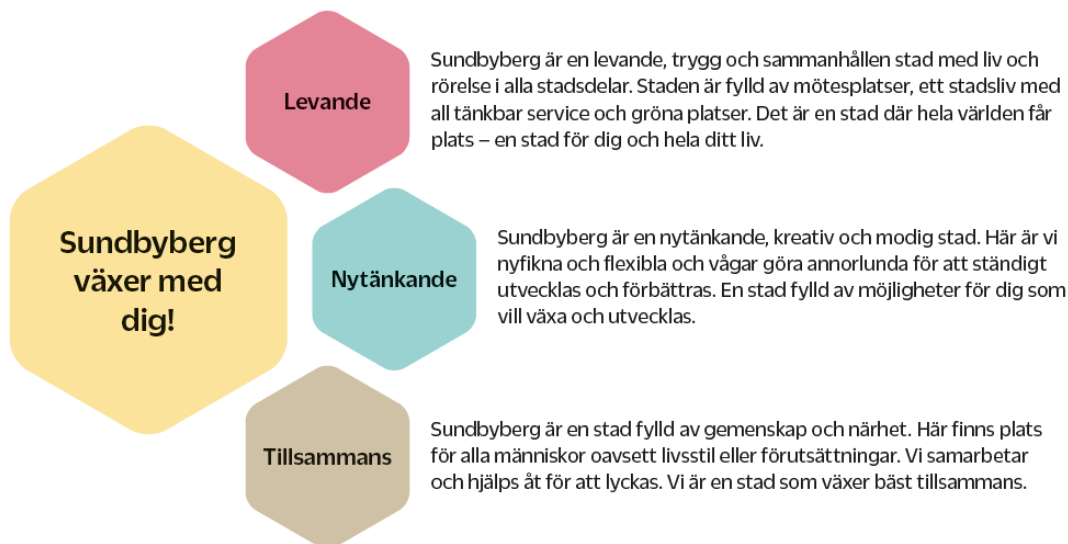 Sundbyberg
växer med
dig!
Levande
Sundbyberg är en levande, trygg och sammanhållen stad med liv och
rörelse i alla stadsdelar. Staden är fylld av mötesplatser, ett stadsliv med
all tänkbar service och gröna platser. Det är en stad där hela världen får
plats – en stad för dig och hela ditt liv.
Nytänkande
Sundbyberg är en nytänkande, kreativ och modig stad. Här är vi
nyfikna och flexibla och vågar göra annorlunda för att ständigt
utvecklas och förbättras. En stad fylld av möjligheter för dig som
vill växa och utvecklas.
Tillsammans
Sundbyberg är en stad fylld av gemenskap och närhet. Här finns plats
för alla människor oavsett livsstil eller förutsättningar. Vi samarbetar
och hjälps åt för att lyckas. Vi är en stad som växer bäst tillsammans.